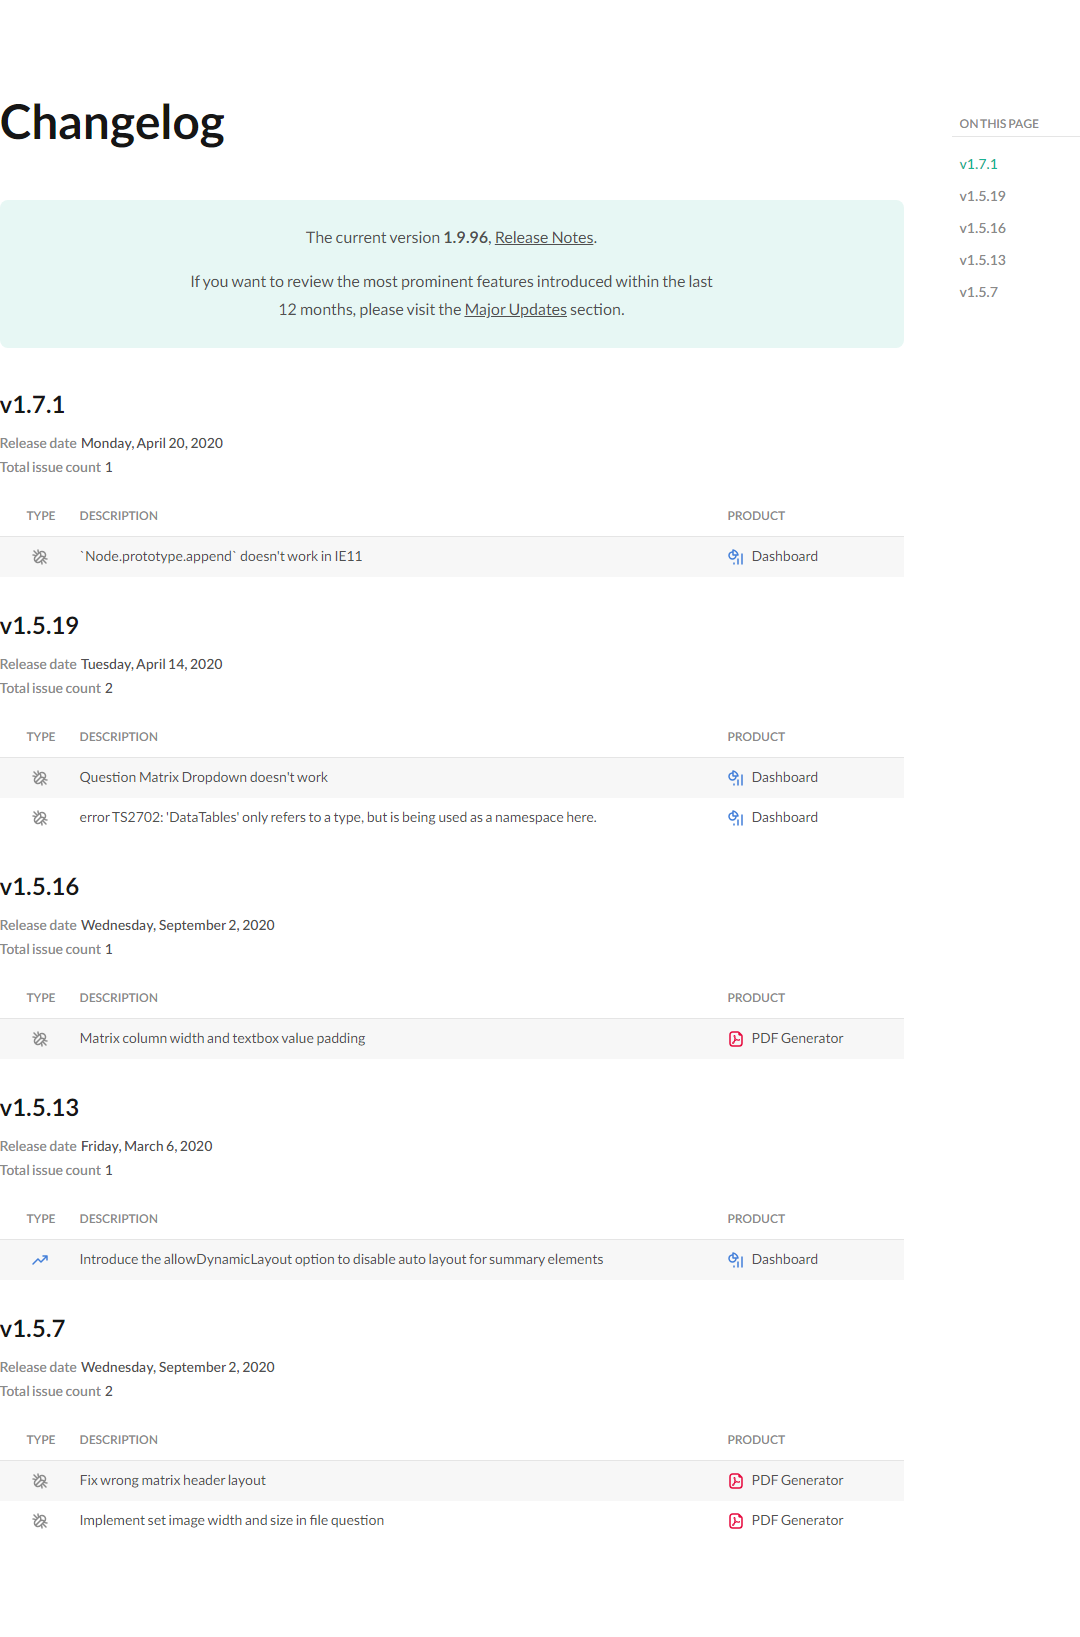 Changelog
ON THIS PAGE
v1.7.1
v1.5.19
v1.5.16
v1.5.13
v1.5.7
The current version 1.9.96, Release Notes.
If you want to review the most prominent features introduced within the last
12 months, please visit the Major Updates section.
v1.7.1
Release date Monday, April 20, 2020
Total issue count 1
TYPE DESCRIPTION PRODUCT
`Node.prototype.append` doesn't work in IE11 Dashboard
v1.5.19
Release date Tuesday, April 14, 2020
Total issue count 2
TYPE DESCRIPTION PRODUCT
Question Matrix Dropdown doesn't work Dashboard
error TS2702: 'DataTables' only refers to a type, but is being used as a namespace here. Dashboard
v1.5.16
Release date Wednesday, September 2, 2020
Total issue count 1
TYPE DESCRIPTION PRODUCT
Matrix column width and textbox value padding PDF Generator
v1.5.13
Release date Friday, March 6, 2020
Total issue count 1
TYPE DESCRIPTION PRODUCT
Introduce the allowDynamicLayout option to disable auto layout for summary elements Dashboard
v1.5.7
Release date Wednesday, September 2, 2020
Total issue count 2
TYPE DESCRIPTION PRODUCT
Fix wrong matrix header layout PDF Generator
Implement set image width and size in file question PDF Generator